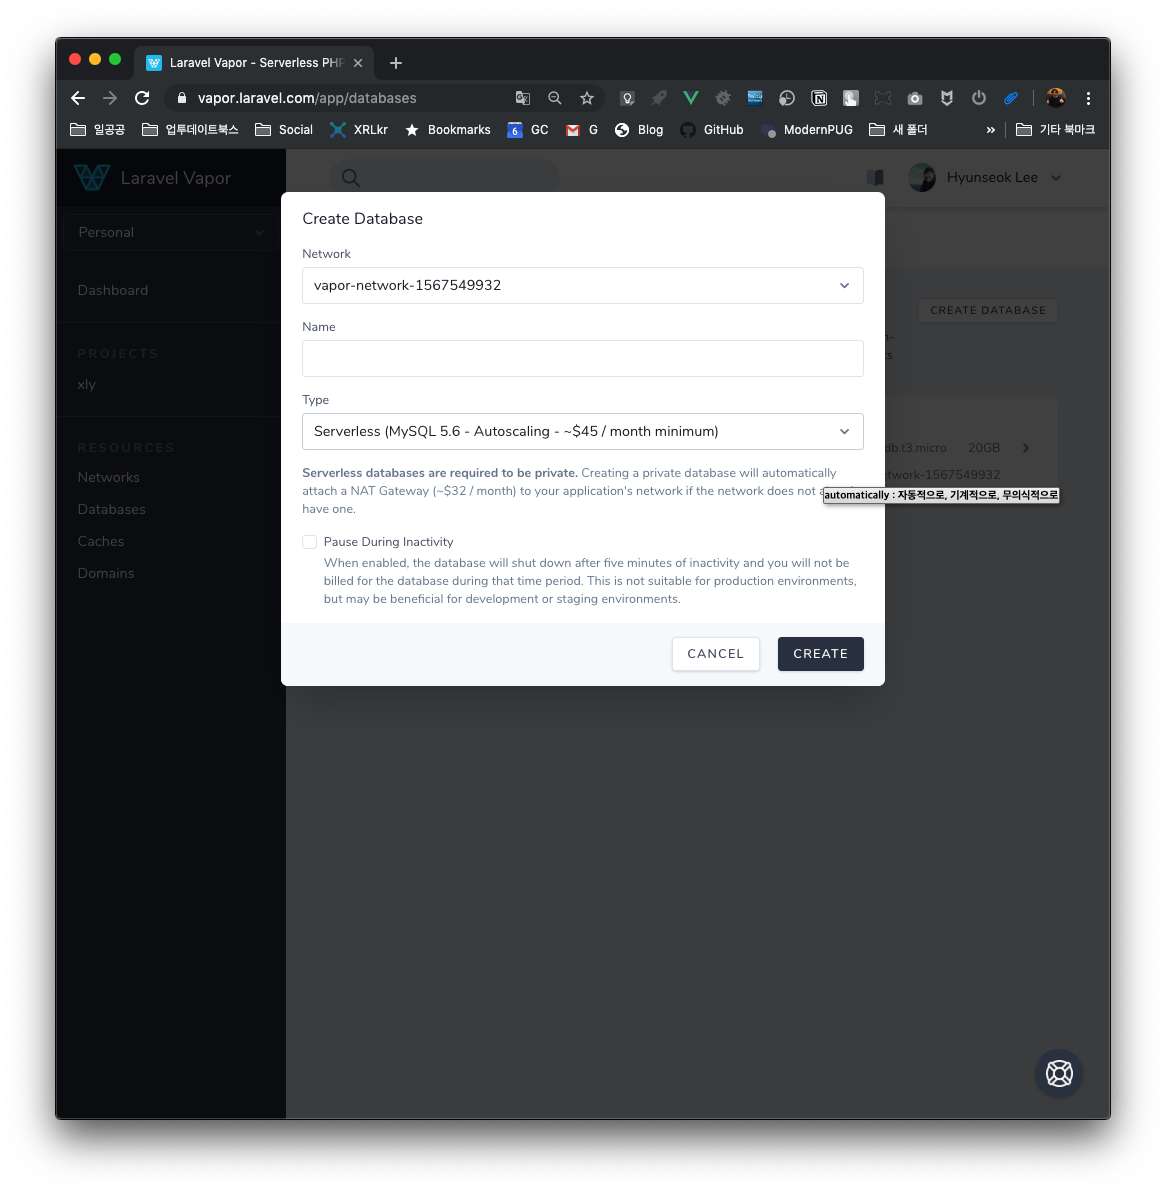 Laravel Vapor - Serverless PHP
vapor.laravel.com/app/databases
일공공
업투데이트북스
Social
XRLkr
Bookmarks
6
GC
G
Blog
GitHub
ModernPUG
새 폴더
»
기타 북마크
Laravel Vapor
Hyunseok Lee
Personal
Dashboard
PROJECTS
xly
RESOURCES
Networks
Databases
Caches
Domains
CREATE DATABASE
db.t3.micro
20GB
etwork-1567549932
Create Database
Network
vapor-network-1567549932
Name
Type
Serverless (MySQL 5.6 - Autoscaling - ~$45 / month minimum)
Serverless databases are required to be private. Creating a private database will automatically
attach a NAT Gateway (~$32 / month) to your application's network if the network does not a
have one.
automatically : 자동적으로, 기계적으로, 무의식적으로
Pause During Inactivity
When enabled, the database will shut down after five minutes of inactivity and you will not be
billed for the database during that time period. This is not suitable for production environments,
but may be beneficial for development or staging environments.
CANCEL
CREATE